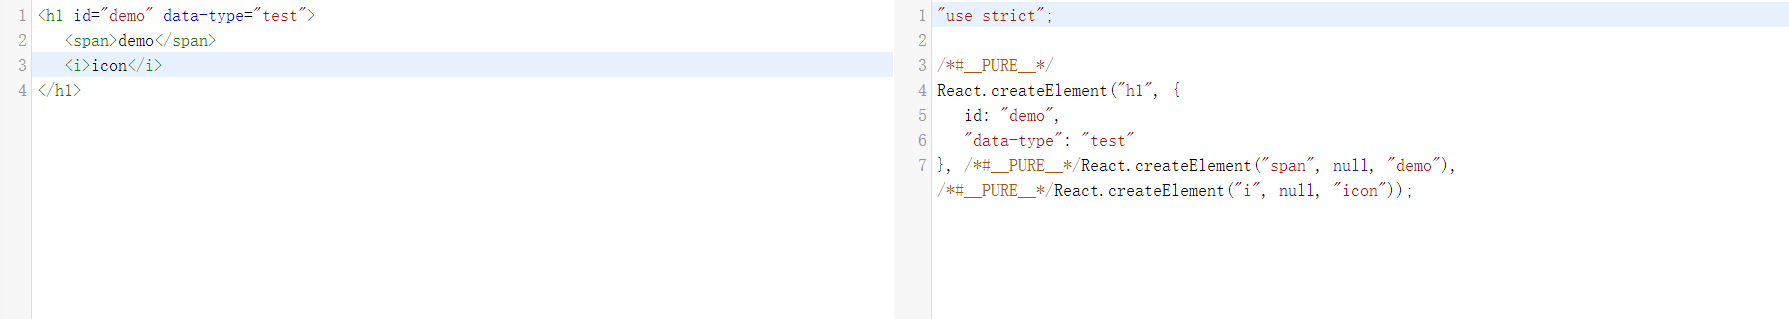 1 <h1 id="demo" data-type="test">
2    <span>demo</span>
3    <i>icon</i>
4 </h1>
1 "use strict";
2
3 /*#__PURE__*/
4 React.createElement("h1", {
5    id: "demo",
6    "data-type": "test"
7 }, /*#__PURE__*/React.createElement("span", null, "demo"),
/*#__PURE__*/React.createElement("i", null, "icon"));